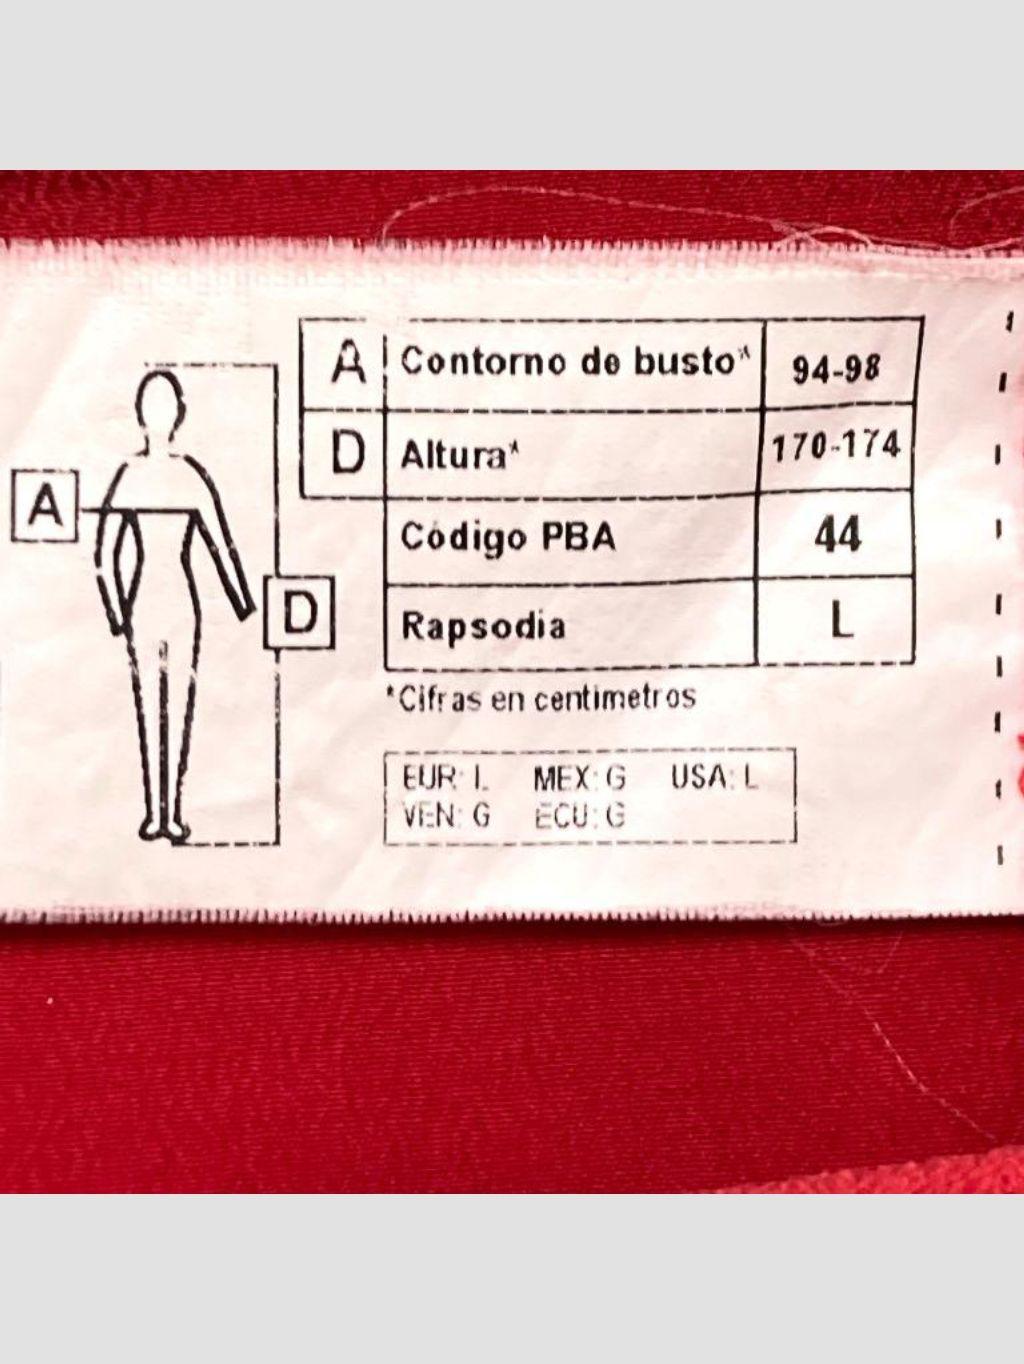 A Contorno de busto* 94-98
D Altura* 170-174
Código PBA 44
Rapsodia L
*Cifras en centimetros
EUR: L MEX: G USA: L
VEN: G ECU: G
A
D